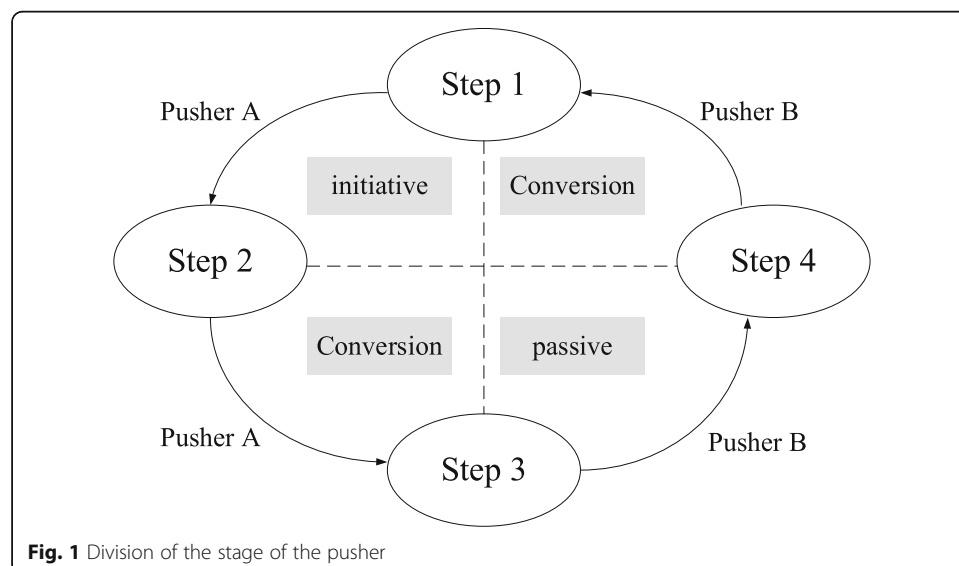 Step 1
Pusher A
Pusher B
initiative
Conversion
Step 2
Step 4
Conversion
passive
Pusher A
Pusher B
Step 3
Fig. 1 Division of the stage of the pusher